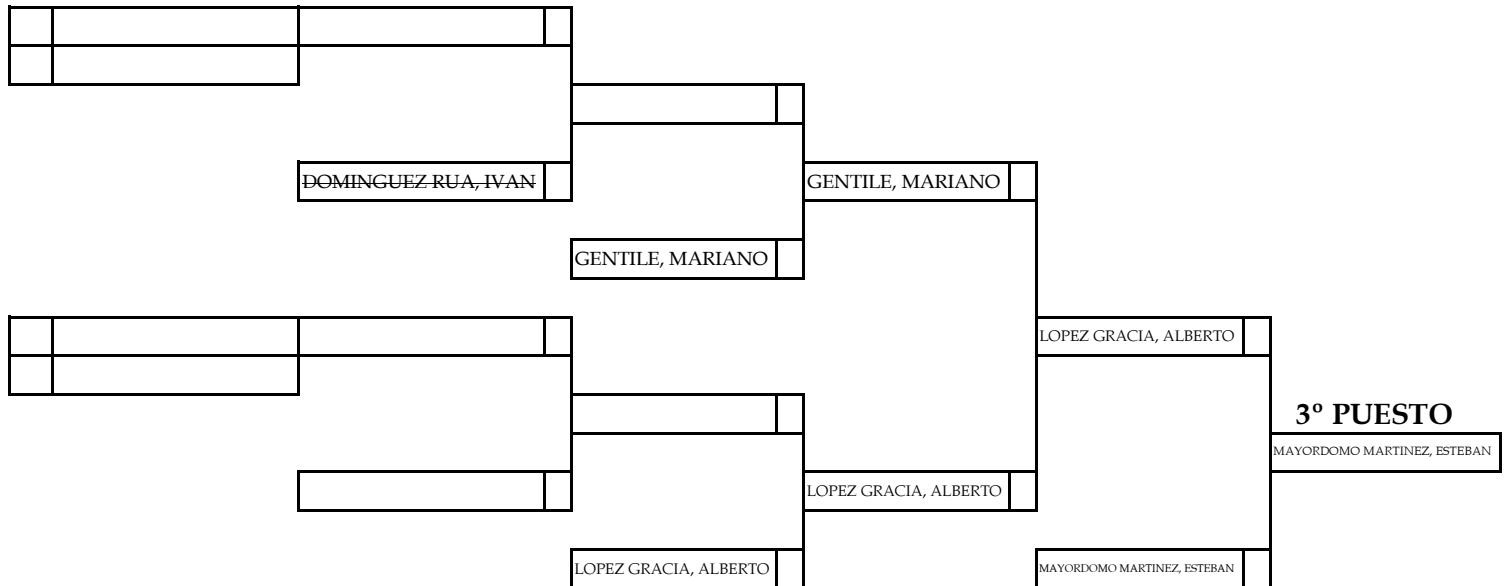 DOMINGUEZ RUA, IVAN
GENTILE, MARIANO
GENTILE, MARIANO
LOPEZ GRACIA, ALBERTO
3º PUESTO
MAYORDOMO MARTINEZ, ESTEBAN
LOPEZ GRACIA, ALBERTO
LOPEZ GRACIA, ALBERTO
MAYORDOMO MARTINEZ, ESTEBAN